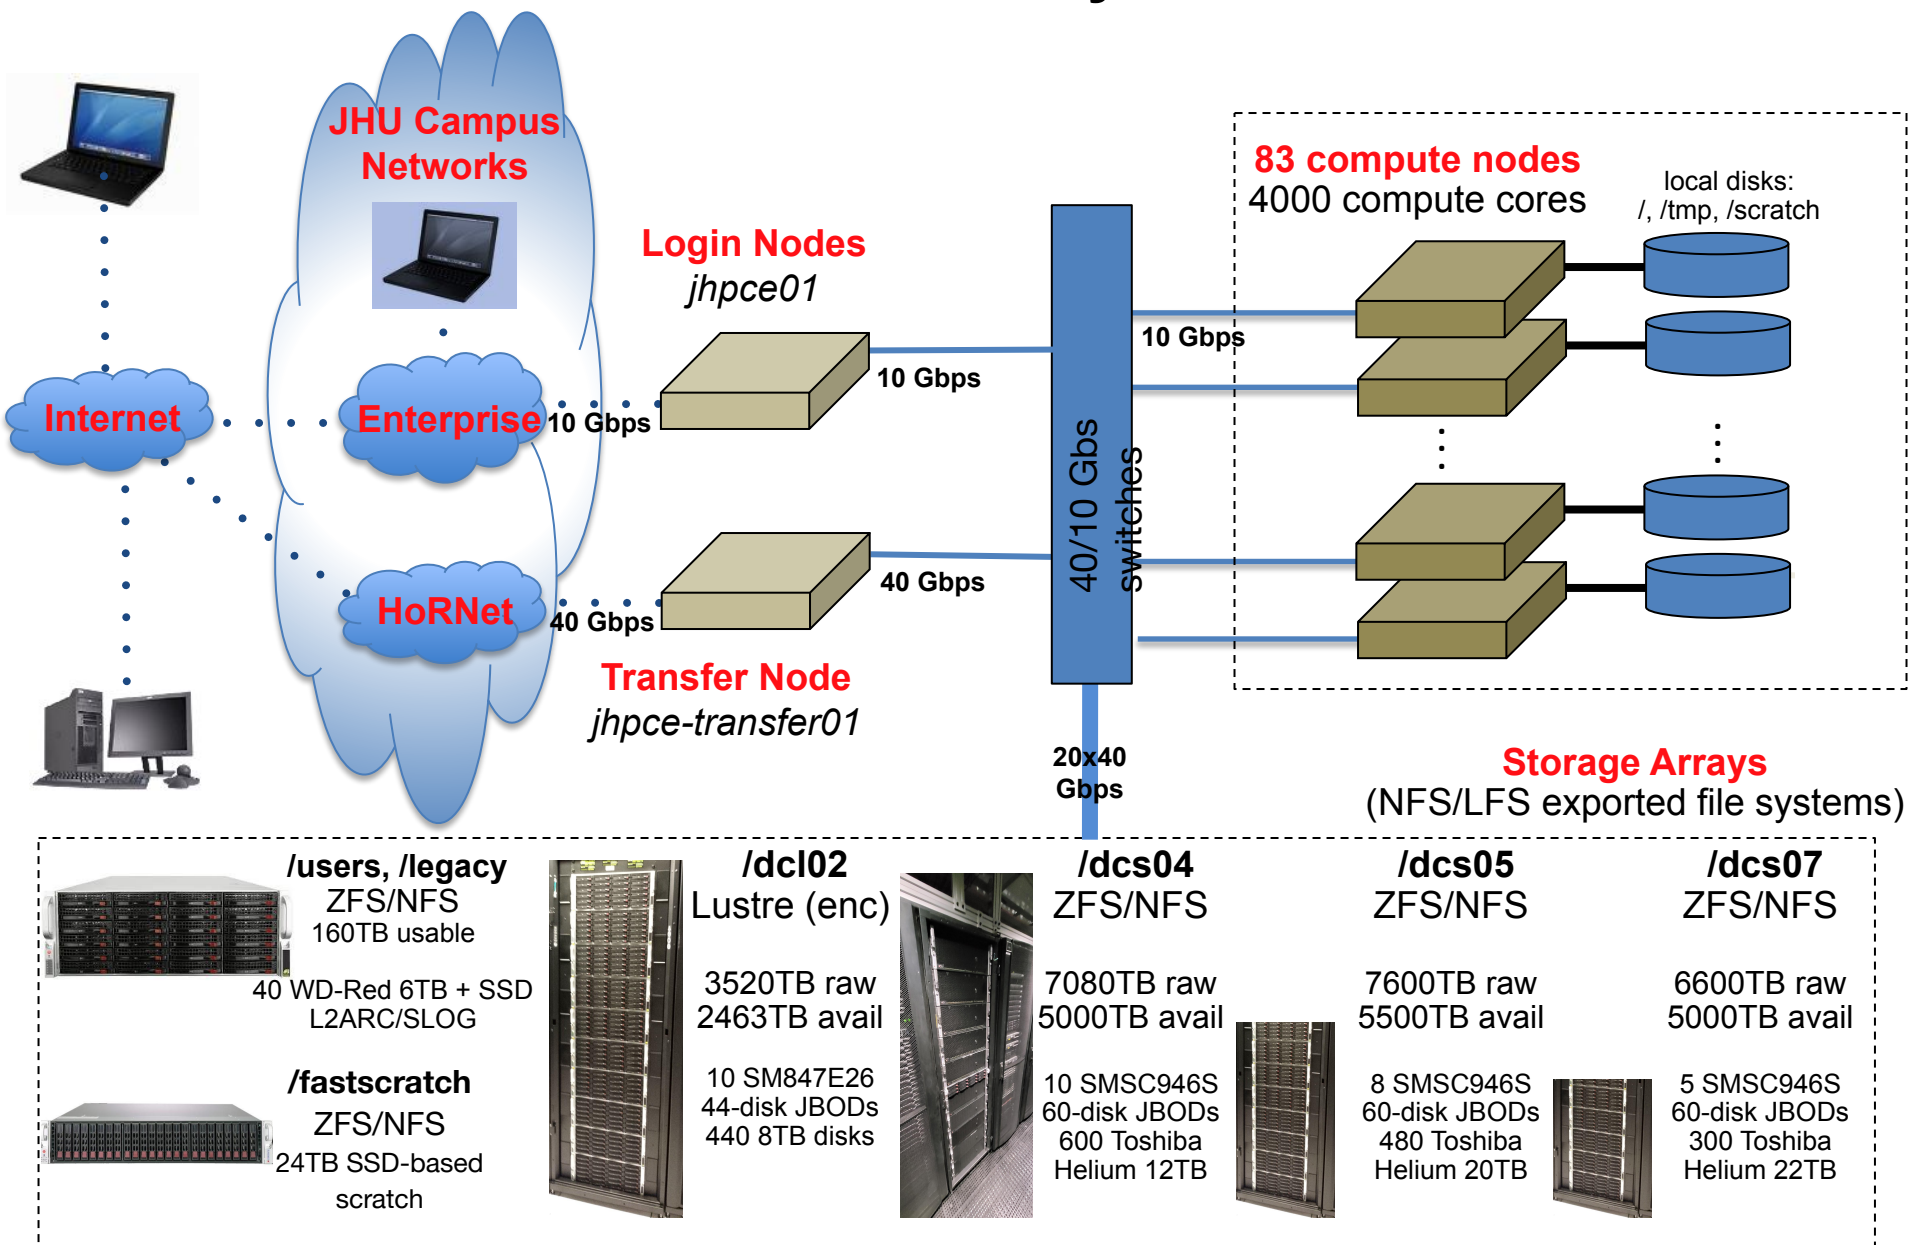 JHU Campus
Networks
Internet
Enterprise
HoRNet
10 Gbps
40 Gbps
Login Nodes
jhpce01
10 Gbps
40 Gbps
Transfer Node
jhpce-transfer01
40/10 Gbs
switches
10 Gbps
20x40
Gbps
83 compute nodes
4000 compute cores
local disks:
/, /tmp, /scratch
Storage Arrays
(NFS/LFS exported file systems)
/users, /legacy
ZFS/NFS
160TB usable
40 WD-Red 6TB + SSD
L2ARC/SLOG
/fastscratch
ZFS/NFS
24TB SSD-based
scratch
/dcl02
Lustre (enc)
3520TB raw
2463TB avail
10 SM847E26
44-disk JBODs
440 8TB disks
/dcs04
ZFS/NFS
7080TB raw
5000TB avail
10 SMSC946S
60-disk JBODs
600 Toshiba
Helium 12TB
/dcs05
ZFS/NFS
7600TB raw
5500TB avail
8 SMSC946S
60-disk JBODs
480 Toshiba
Helium 20TB
/dcs07
ZFS/NFS
6600TB raw
5000TB avail
5 SMSC946S
60-disk JBODs
300 Toshiba
Helium 22TB